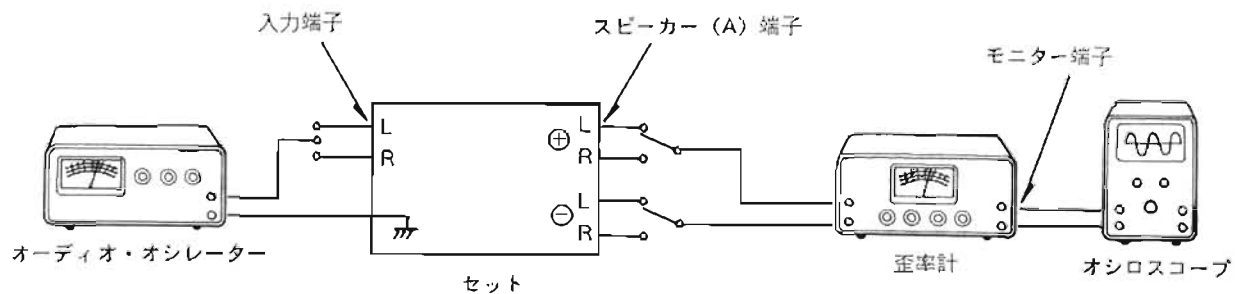 入力端子
スピーカー（A）端子
モニター端子
L
R
⊕
L
R
⊖
L
R
オーディオ・オシレーター
セット
歪率計
オシロスコープ